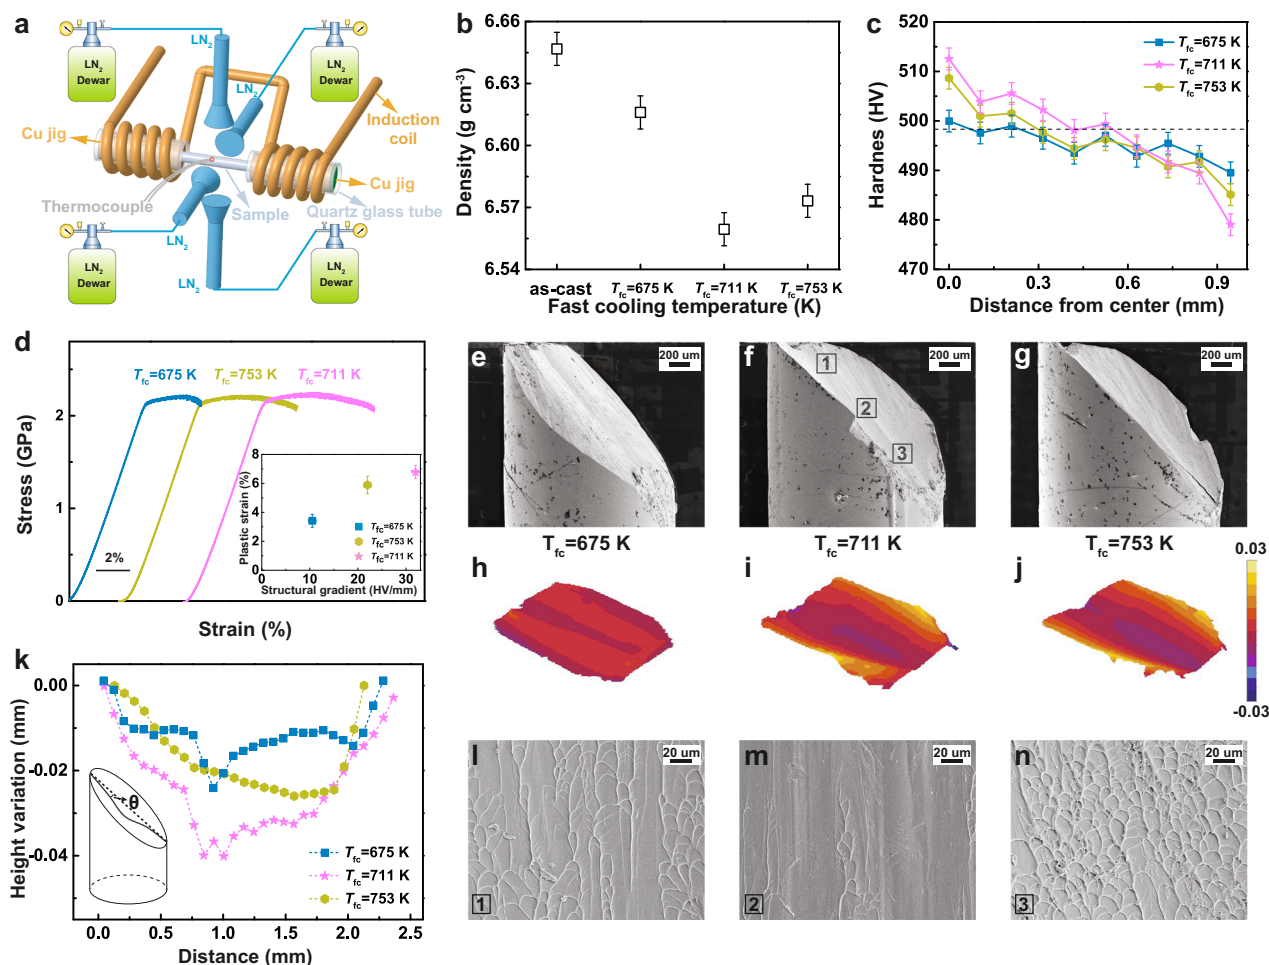 a
LN2
Dewar
LN2
LN2
LN2
Dewar
Induction
coil
Cu jig
Cu jig
Thermocouple
Sample
Quartz glass tube
LN2
LN2
Dewar
LN2
LN2
Dewar
b
Density (g cm-3)
6.66
6.63
6.60
6.57
6.54
as-cast
Tfc=675 K
Tfc=711 K
Tfc=753 K
Fast cooling temperature (K)
c
Hardnes (HV)
520
510
500
490
480
470
Tfc=675 K
Tfc=711 K
Tfc=753 K
0.0
0.3
0.6
0.9
Distance from center (mm)
d
Stress (GPa)
3
2
1
0
Tfc=675 K
Tfc=753 K
Tfc=711 K
2%
Strain (%)
Plastic strain (%)
8
6
4
2
0
Tfc=675 K
Tfc=753 K
Tfc=711 K
0
10
20
30
Structural gradient (HV/mm)
e
200 um
f
200 um
1
2
3
g
200 um
Tfc=675 K
Tfc=711 K
Tfc=753 K
h
i
j
0.03
-0.03
k
Height variation (mm)
0.00
-0.02
-0.04
θ
Tfc=675 K
Tfc=711 K
Tfc=753 K
0.0
0.5
1.0
1.5
2.0
2.5
Distance (mm)
l
20 um
1
m
20 um
2
n
20 um
3